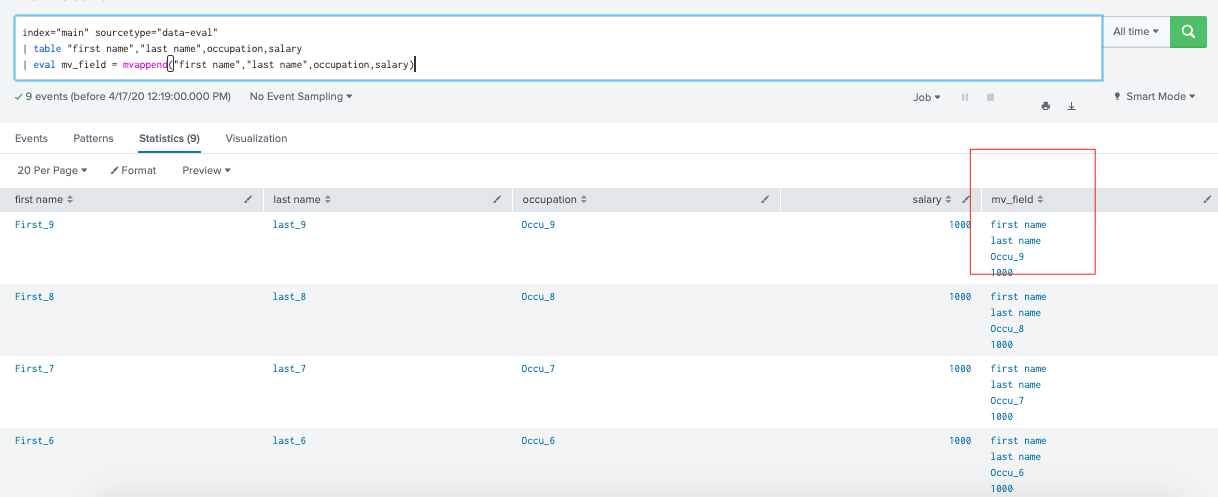 index="main" sourcetype="data-eval"
| table "first name","last name",occupation,salary
| eval mv_field = mvappend("first name","last name",occupation,salary)
All time
9 events (before 4/17/20 12:19:00.000 PM) No Event Sampling Job Smart Mode
Events Patterns Statistics (9) Visualization
20 Per Page Format Preview
first name last name occupation salary mv_field
First_9 last_9 Occu_9 1000 first name
last name
Occu_9
1000
First_8 last_8 Occu_8 1000 first name
last name
Occu_8
1000
First_7 last_7 Occu_7 1000 first name
last name
Occu_7
1000
First_6 last_6 Occu_6 1000 first name
last name
Occu_6
1000